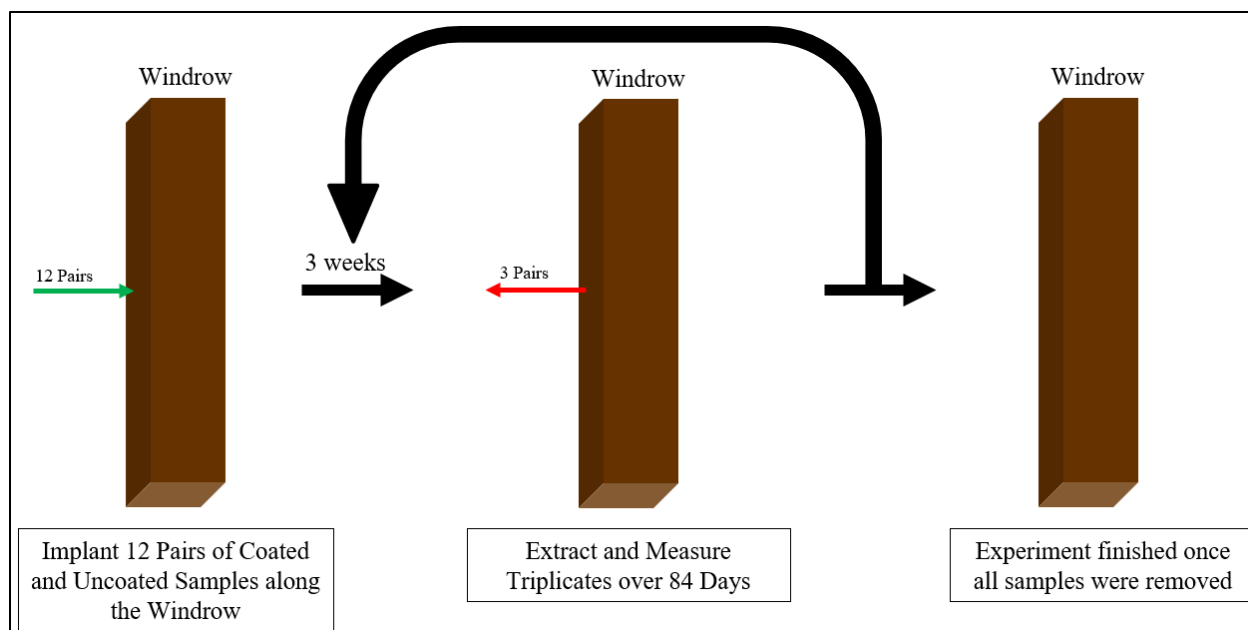 Windrow
Windrow
Windrow
12 Pairs
3 weeks
3 Pairs
Implant 12 Pairs of Coated
and Uncoated Samples along
the Windrow
Extract and Measure
Triplicates over 84 Days
Experiment finished once
all samples were removed